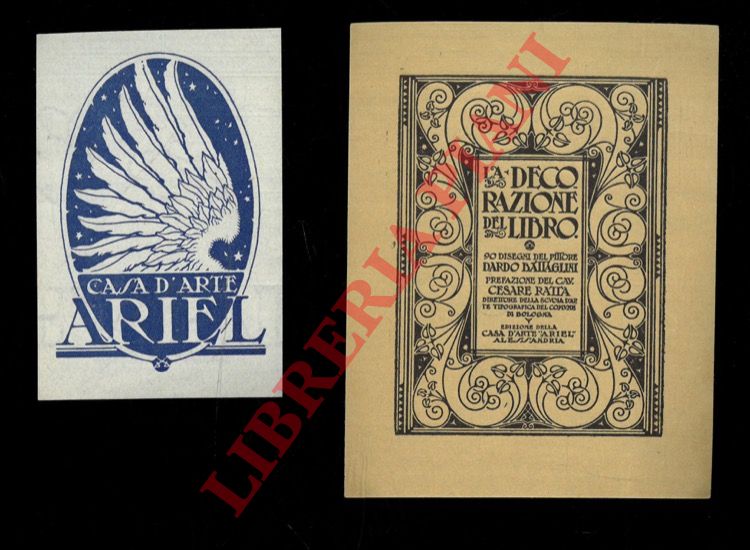 CASA D'ARTE
ARIEL
LA·DECO
RAZIONE
DEL LIBRO.
90 DISEGNI DEL PITTORE
DARDO BATTAGLINI
PREFAZIONE DEL CAV.
CESARE RATTA
DIRETTORE DELLA SCUOLA D'AR
TE TIPOGRAFICA DEL COMUNE
DI BOLOGNA
EDIZIONE DELLA
CASA D'ARTE "ARIEL"
ALESSANDRIA
LIBRERIA PIANI